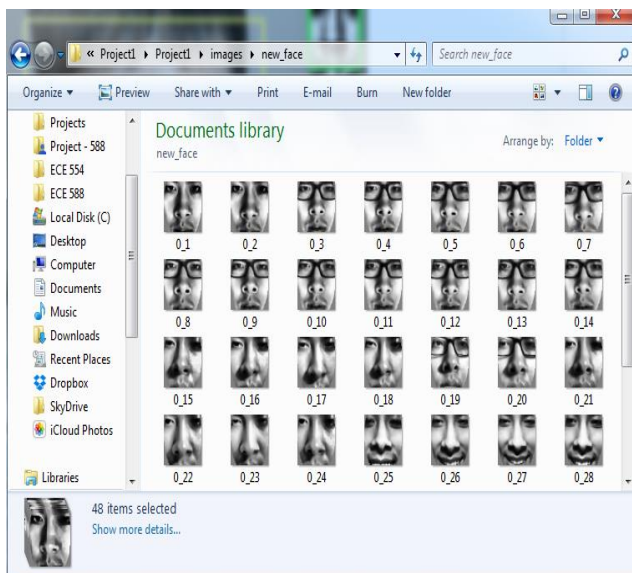 « Project1 ▸ Project1 ▸ images ▸ new_face
Search new_face
Organize Preview Share with Print E-mail Burn New folder
Projects
Project - 588
ECE 554
ECE 588
Local Disk (C)
Desktop
Computer
Documents
Music
Downloads
Recent Places
Dropbox
SkyDrive
iCloud Photos
Libraries
Documents library
new_face
Arrange by: Folder
0_1 0_2 0_3 0_4 0_5 0_6 0_7
0_8 0_9 0_10 0_11 0_12 0_13 0_14
0_15 0_16 0_17 0_18 0_19 0_20 0_21
0_22 0_23 0_24 0_25 0_26 0_27 0_28
48 items selected
Show more details...